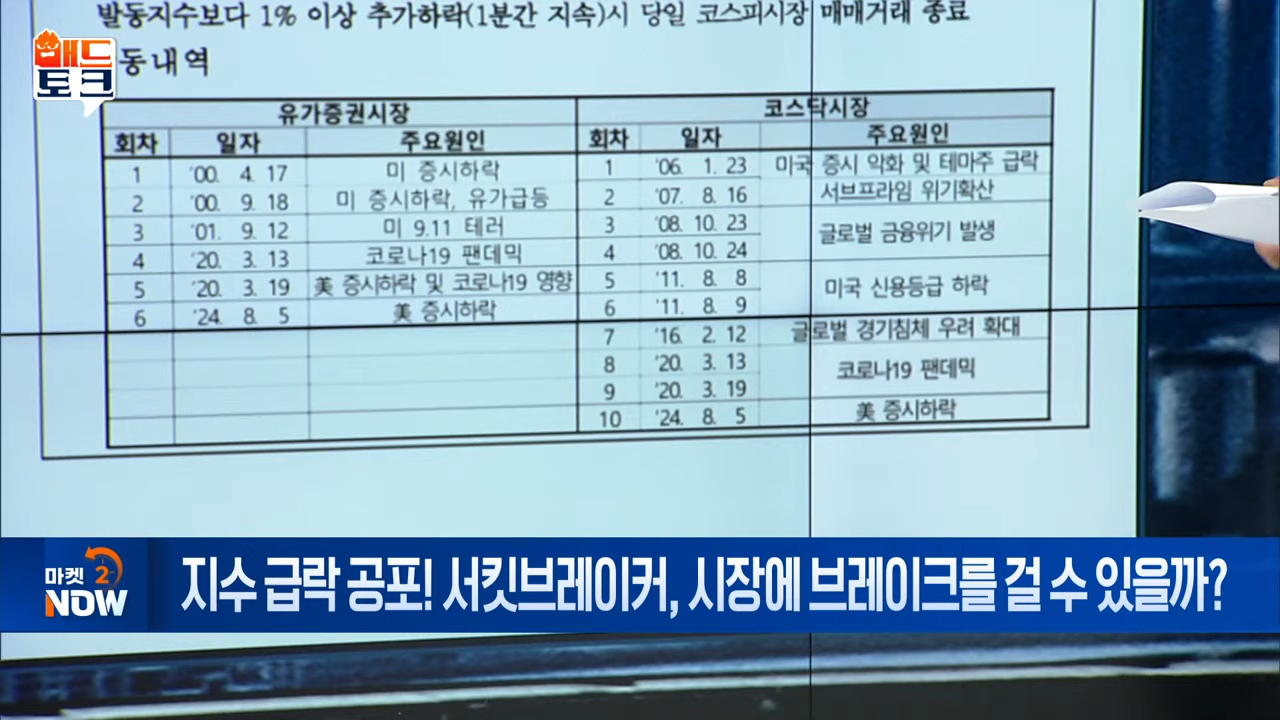 발동지수보다 1% 이상 추가하락(1분간 지속)시 당일 코스피시장 매매거래 종료
매드
토크
동내역
유가증권시장 코스닥시장
회차 일자 주요원인 회차 일자 주요원인
1 '00. 4. 17 미 증시하락 1 '06. 1. 23 미국 증시 악화 및 테마주 급락
2 '00. 9. 18 미 증시하락, 유가급등 2 '07. 8. 16 서브프라임 위기확산
3 '01. 9. 12 미 9.11 테러 3 '08. 10. 23 글로벌 금융위기 발생
4 '20. 3. 13 코로나19 팬데믹 4 '08. 10. 24
5 '20. 3. 19 美 증시하락 및 코로나19 영향 5 '11. 8. 8 미국 신용등급 하락
6 '24. 8. 5 美 증시하락 6 '11. 8. 9
7 '16. 2. 12 글로벌 경기침체 우려 확대
8 '20. 3. 13 코로나19 팬데믹
9 '20. 3. 19
10 '24. 8. 5 美 증시하락
마켓 2
NOW
지수 급락 공포! 서킷브레이커, 시장에 브레이크를 걸 수 있을까?